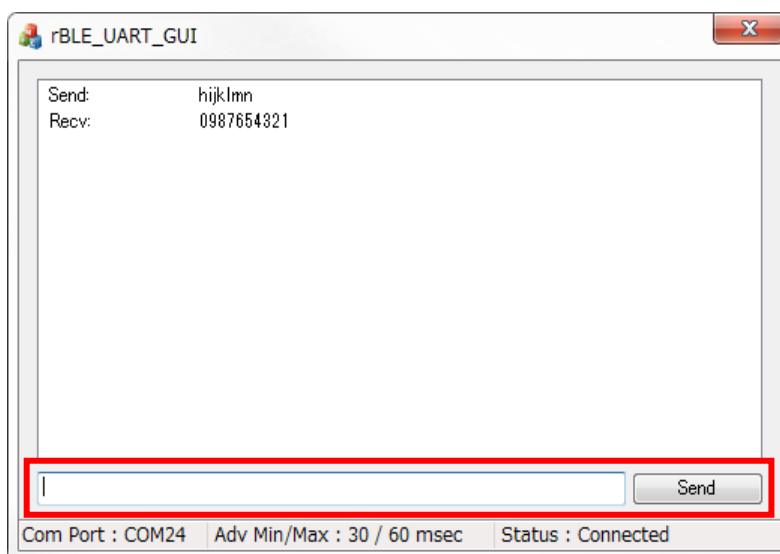 rBLE_UART_GUI
Send: hijklmn
Recv: 0987654321
Send
Com Port : COM24 Adv Min/Max : 30 / 60 msec Status : Connected